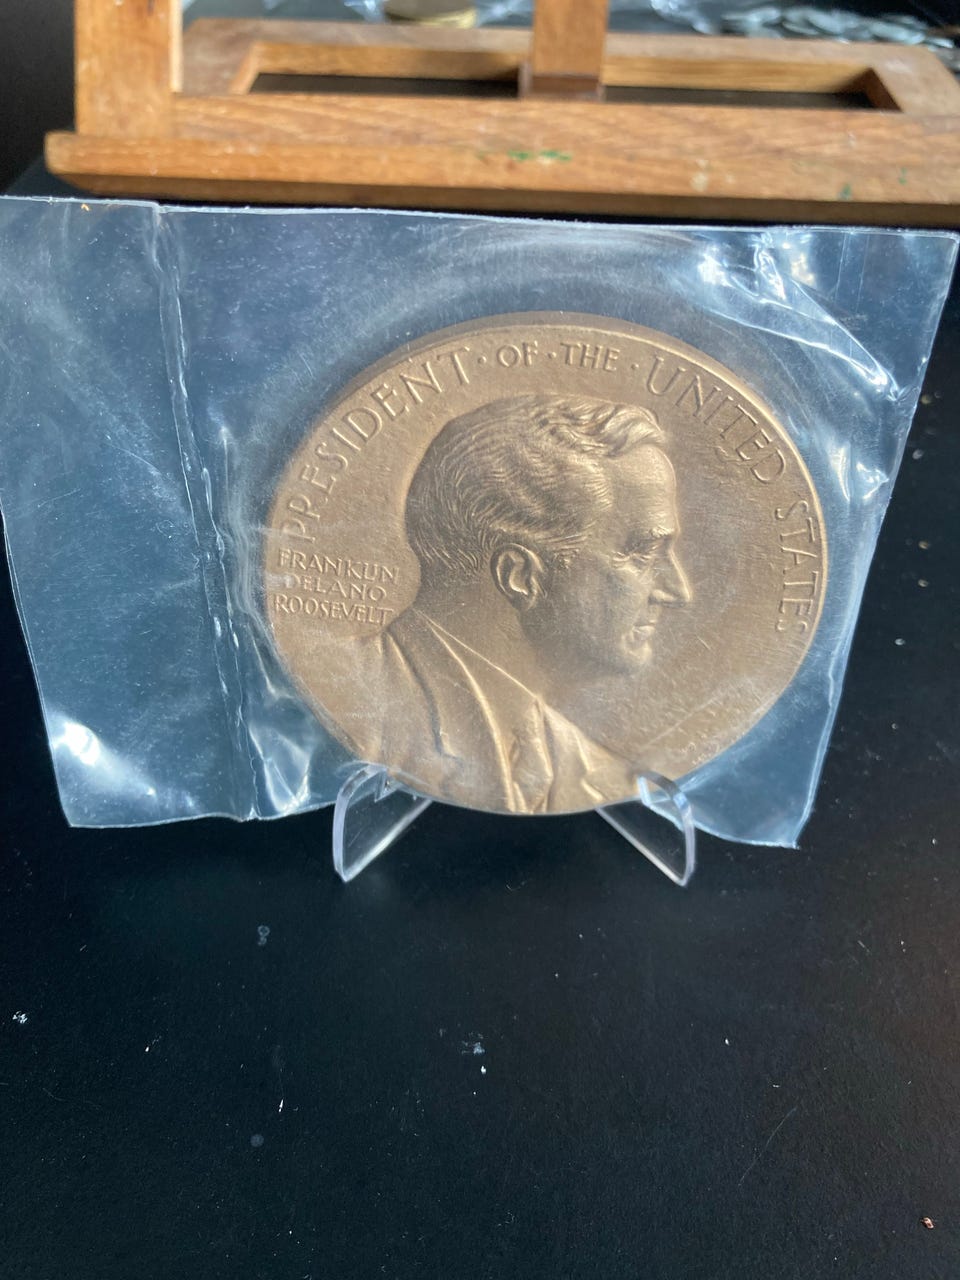 PRESIDENT · OF · THE · UNITED STATES
FRANKLIN
DELANO
ROOSEVELT